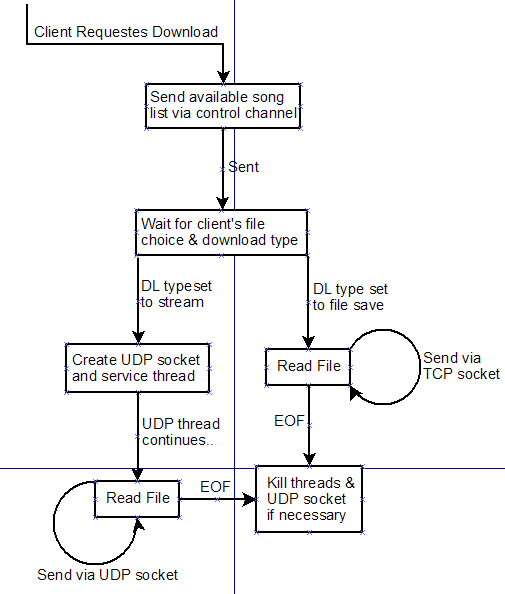 Client Requestes Download
Send available song
list via control channel
Sent
Wait for client's file
choice & download type
DL typeset
to stream
DL type set
to file save
Create UDP socket
and service thread
Read File
Send via
TCP socket
UDP thread
continues..
EOF
Read File
EOF
Kill threads &
UDP socket
if necessary
Send via UDP socket